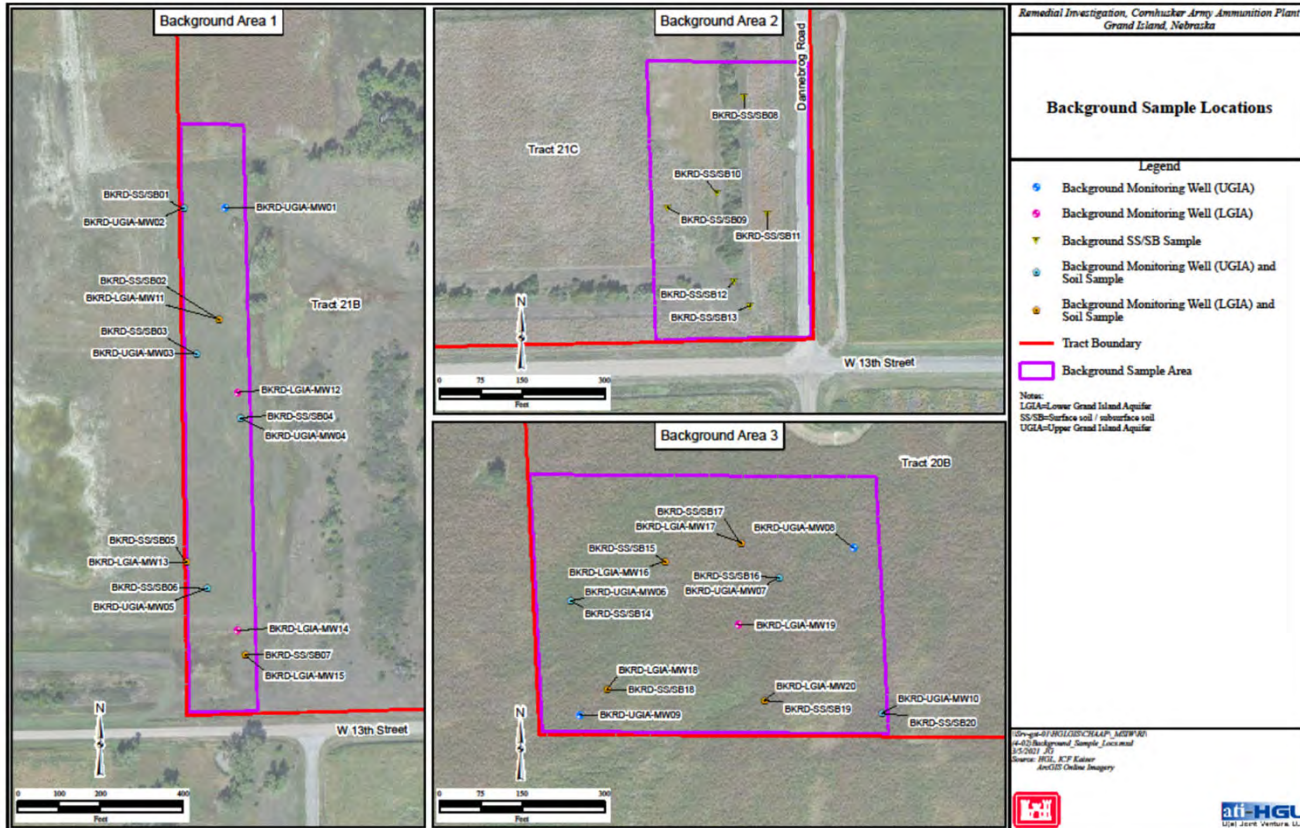 Background Area 1
BKRD-SS/SB01
BKRD-UGIA-MW02
BKRD-UGIA-MW01
BKRD-SS/SB02
BKRD-LGIA-MW11
Tract 21B
BKRD-SS/SB03
BKRD-UGIA-MW03
BKRD-LGIA-MW12
BKRD-SS/SB04
BKRD-UGIA-MW04
BKRD-SS/SB05
BKRD-LGIA-MW13
BKRD-SS/SB06
BKRD-UGIA-MW05
BKRD-LGIA-MW14
BKRD-SS/SB07
BKRD-LGIA-MW15
N
W 13th Street
0 100 200 400
Feet
Background Area 2
Dannebrog Road
BKRD-SS/SB08
Tract 21C
BKRD-SS/SB10
BKRD-SS/SB09
BKRD-SS/SB11
BKRD-SS/SB12
BKRD-SS/SB13
N
W 13th Street
0 75 150 300
Feet
Background Area 3
Tract 20B
BKRD-SS/SB17
BKRD-LGIA-MW17
BKRD-UGIA-MW08
BKRD-SS/SB15
BKRD-LGIA-MW16
BKRD-SS/SB16
BKRD-UGIA-MW07
BKRD-UGIA-MW06
BKRD-SS/SB14
BKRD-LGIA-MW19
BKRD-LGIA-MW18
BKRD-SS/SB18
BKRD-LGIA-MW20
BKRD-SS/SB19
BKRD-UGIA-MW10
BKRD-SS/SB20
BKRD-UGIA-MW09
N
0 75 150 300
Feet
Remedial Investigation, Cornhusker Army Ammunition Plant
Grand Island, Nebraska
Background Sample Locations
Legend
Background Monitoring Well (UGIA)
Background Monitoring Well (LGIA)
Background SS/SB Sample
Background Monitoring Well (UGIA) and
Soil Sample
Background Monitoring Well (LGIA) and
Soil Sample
Tract Boundary
Background Sample Area
Notes:
LGIA=Lower Grand Island Aquifer
SS/SB=Surface soil / subsurface soil
UGIA=Upper Grand Island Aquifer
(4-02)Background_Sample_Locs.mxd
3/5/2021 JG
Source: HGL, ICF Kaiser
ArcGIS Online Imagery
ati-HGL